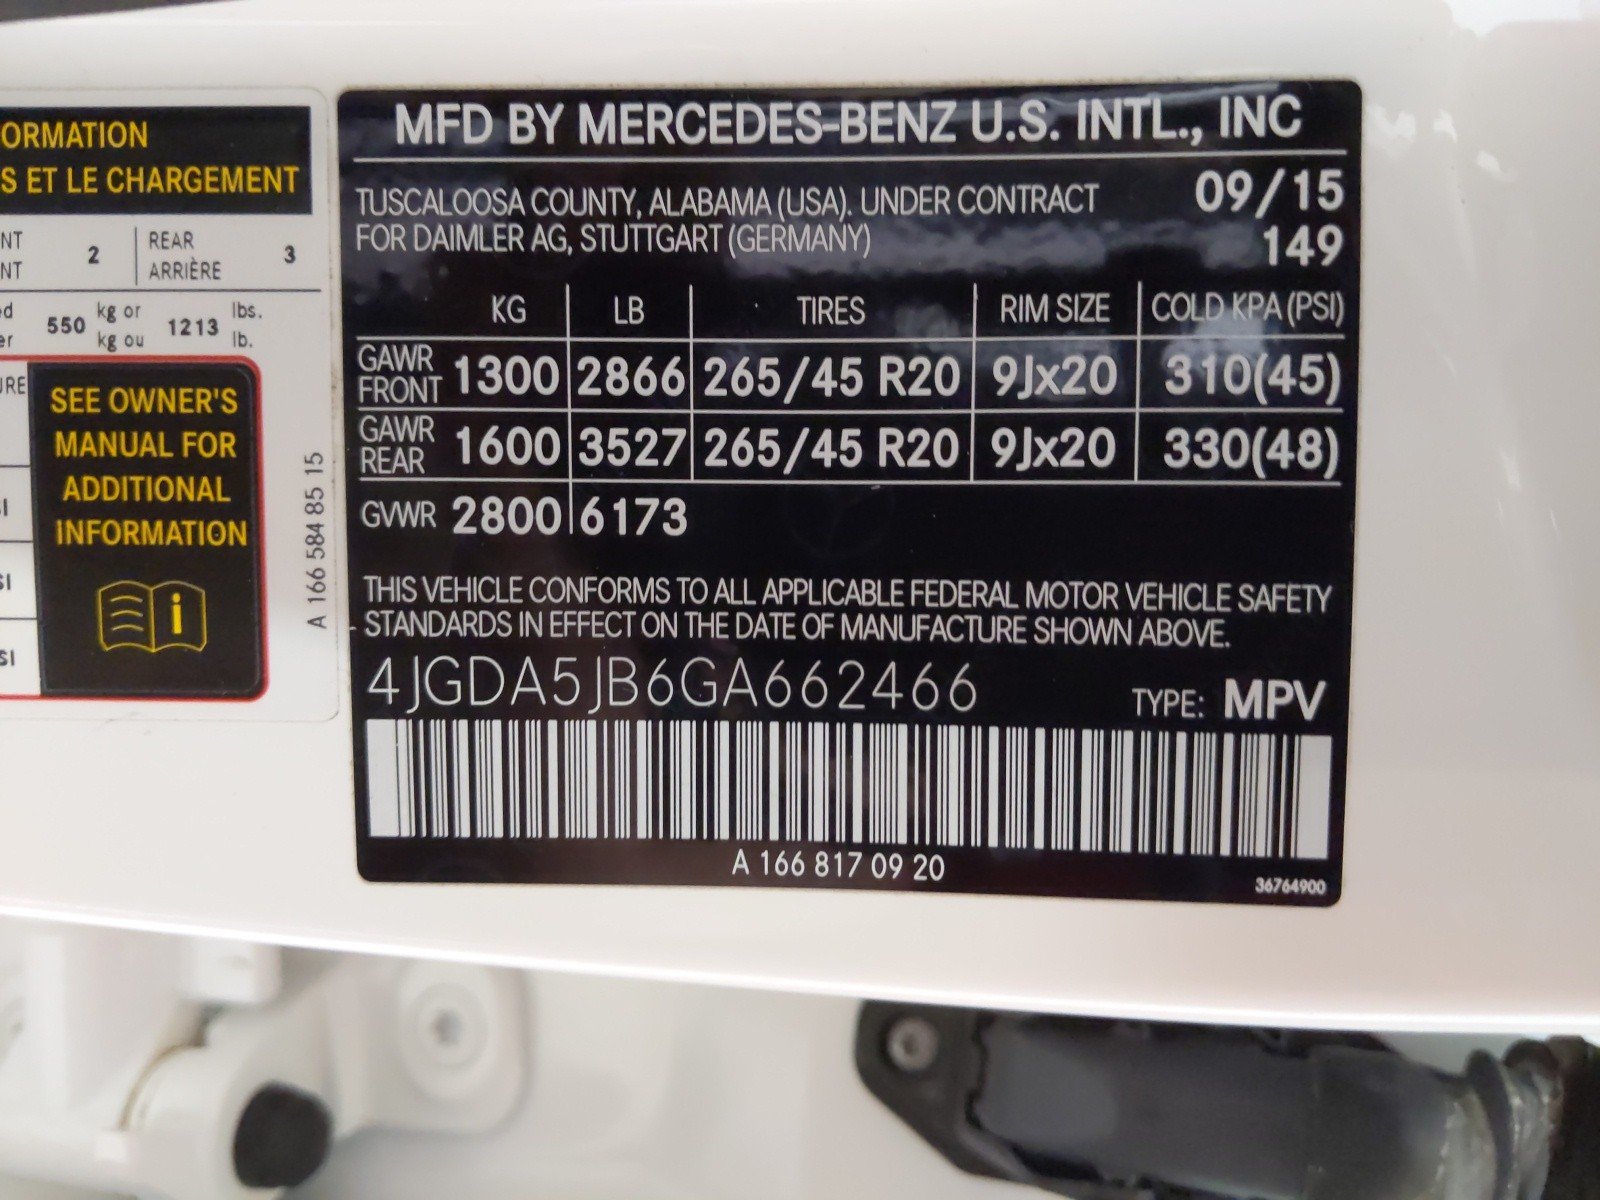 ORMATION
S ET LE CHARGEMENT
NT
NT
2
REAR
ARRIÈRE
3
550 kg or
kg ou
1213 lbs.
lb.
SEE OWNER'S
MANUAL FOR
ADDITIONAL
INFORMATION
A 166 584 85 15
MFD BY MERCEDES-BENZ U.S. INTL., INC
TUSCALOOSA COUNTY, ALABAMA (USA). UNDER CONTRACT
FOR DAIMLER AG, STUTTGART (GERMANY)
09/15
149
KG LB TIRES RIM SIZE COLD KPA (PSI)
GAWR FRONT 1300 2866 265/45 R20 9Jx20 310(45)
GAWR REAR 1600 3527 265/45 R20 9Jx20 330(48)
GVWR 2800 6173
THIS VEHICLE CONFORMS TO ALL APPLICABLE FEDERAL MOTOR VEHICLE SAFETY
STANDARDS IN EFFECT ON THE DATE OF MANUFACTURE SHOWN ABOVE.
4JGDA5JB6GA662466
TYPE: MPV
A 166 817 09 20
36764900